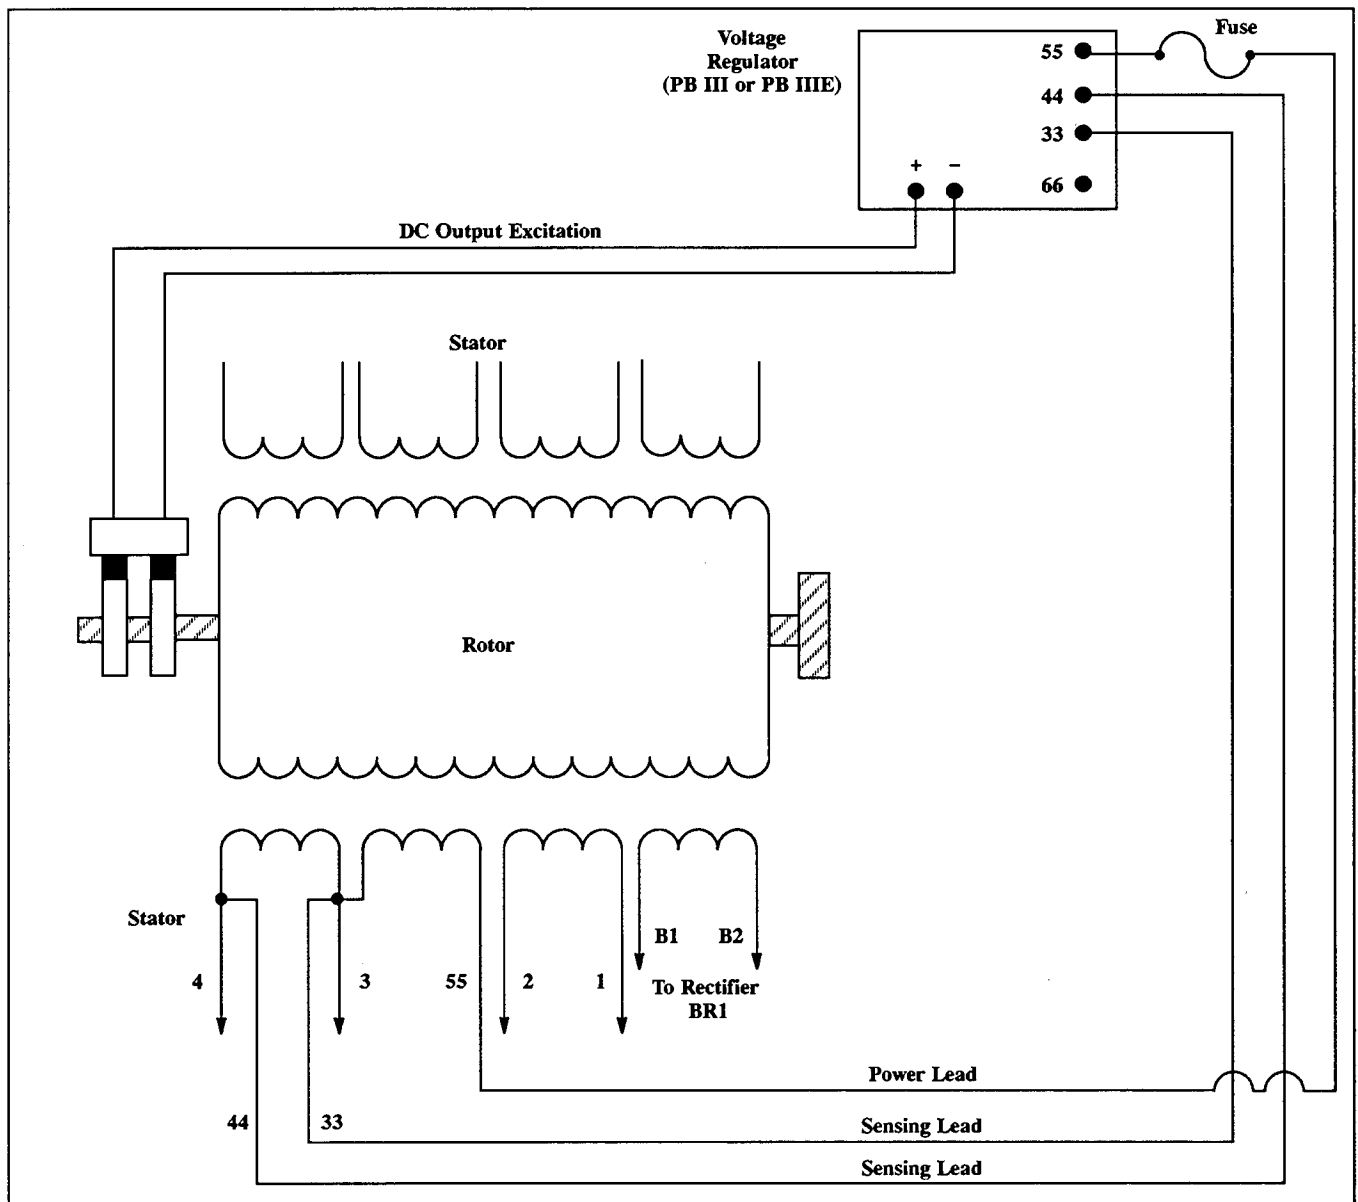 Fuse
Voltage
Regulator
(PB III or PB IIIE)
55
44
33
66
+ −
DC Output Excitation
Stator
Rotor
Stator
B1 B2
4 3 55 2 1
To Rectifier
BR1
Power Lead
44 33
Sensing Lead
Sensing Lead